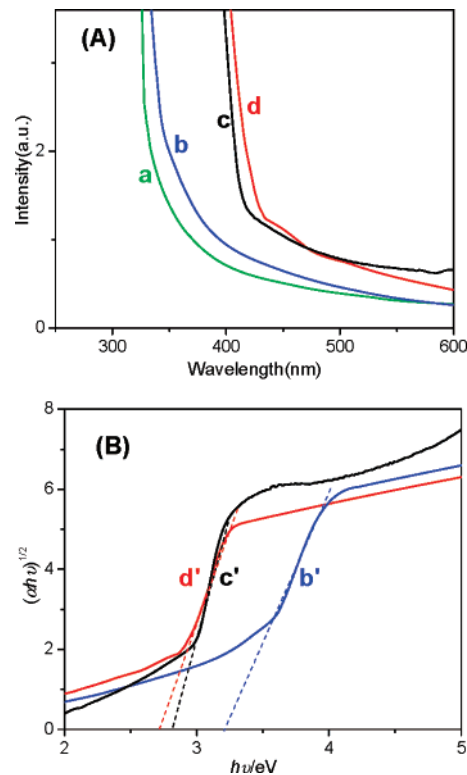 (A)
Intensity(a.u.)
2
0
a
b
c
d
300
400
500
600
Wavelength(nm)
(B)
(αhυ)^1/2
8
6
4
2
0
d'
c'
b'
2
3
4
5
hυ/eV